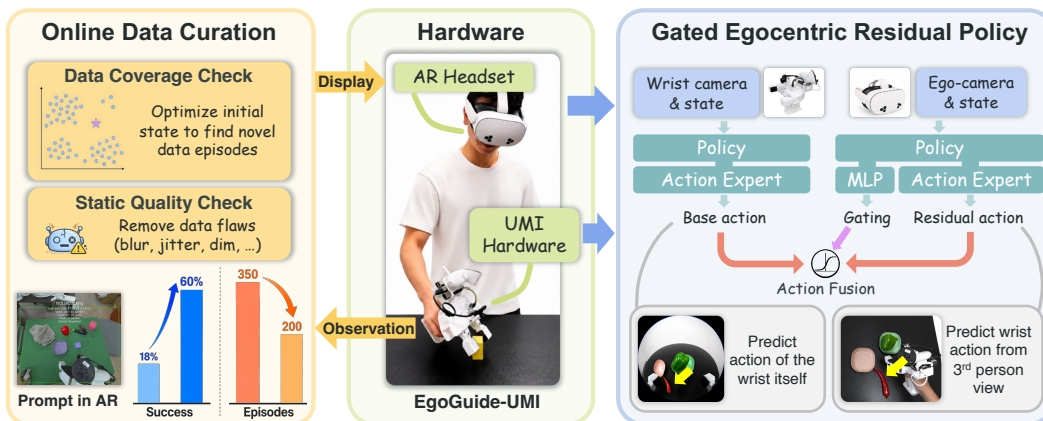 Online Data Curation
Data Coverage Check
Optimize initial
state to find novel
data episodes
Static Quality Check
Remove data flaws
(blur, jitter, dim, ...)
18%
60%
Success
350
200
Episodes
Prompt in AR
Display
Observation
Hardware
AR Headset
UMI
Hardware
EgoGuide-UMI
Gated Egocentric Residual Policy
Wrist camera
& state
Ego-camera
& state
Policy
Policy
Action Expert
MLP
Action Expert
Base action
Gating
Residual action
Action Fusion
Predict
action of the
wrist itself
Predict wrist
action from
3rd person
view